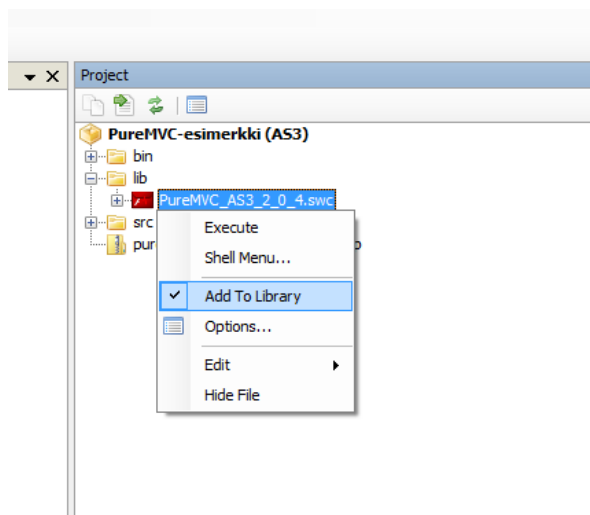 Project
PureMVC-esimerkki (AS3)
bin
lib
PureMVC_AS3_2_0_4.swc
src
Execute
pur
Shell Menu...
Add To Library
Options...
Edit
Hide File